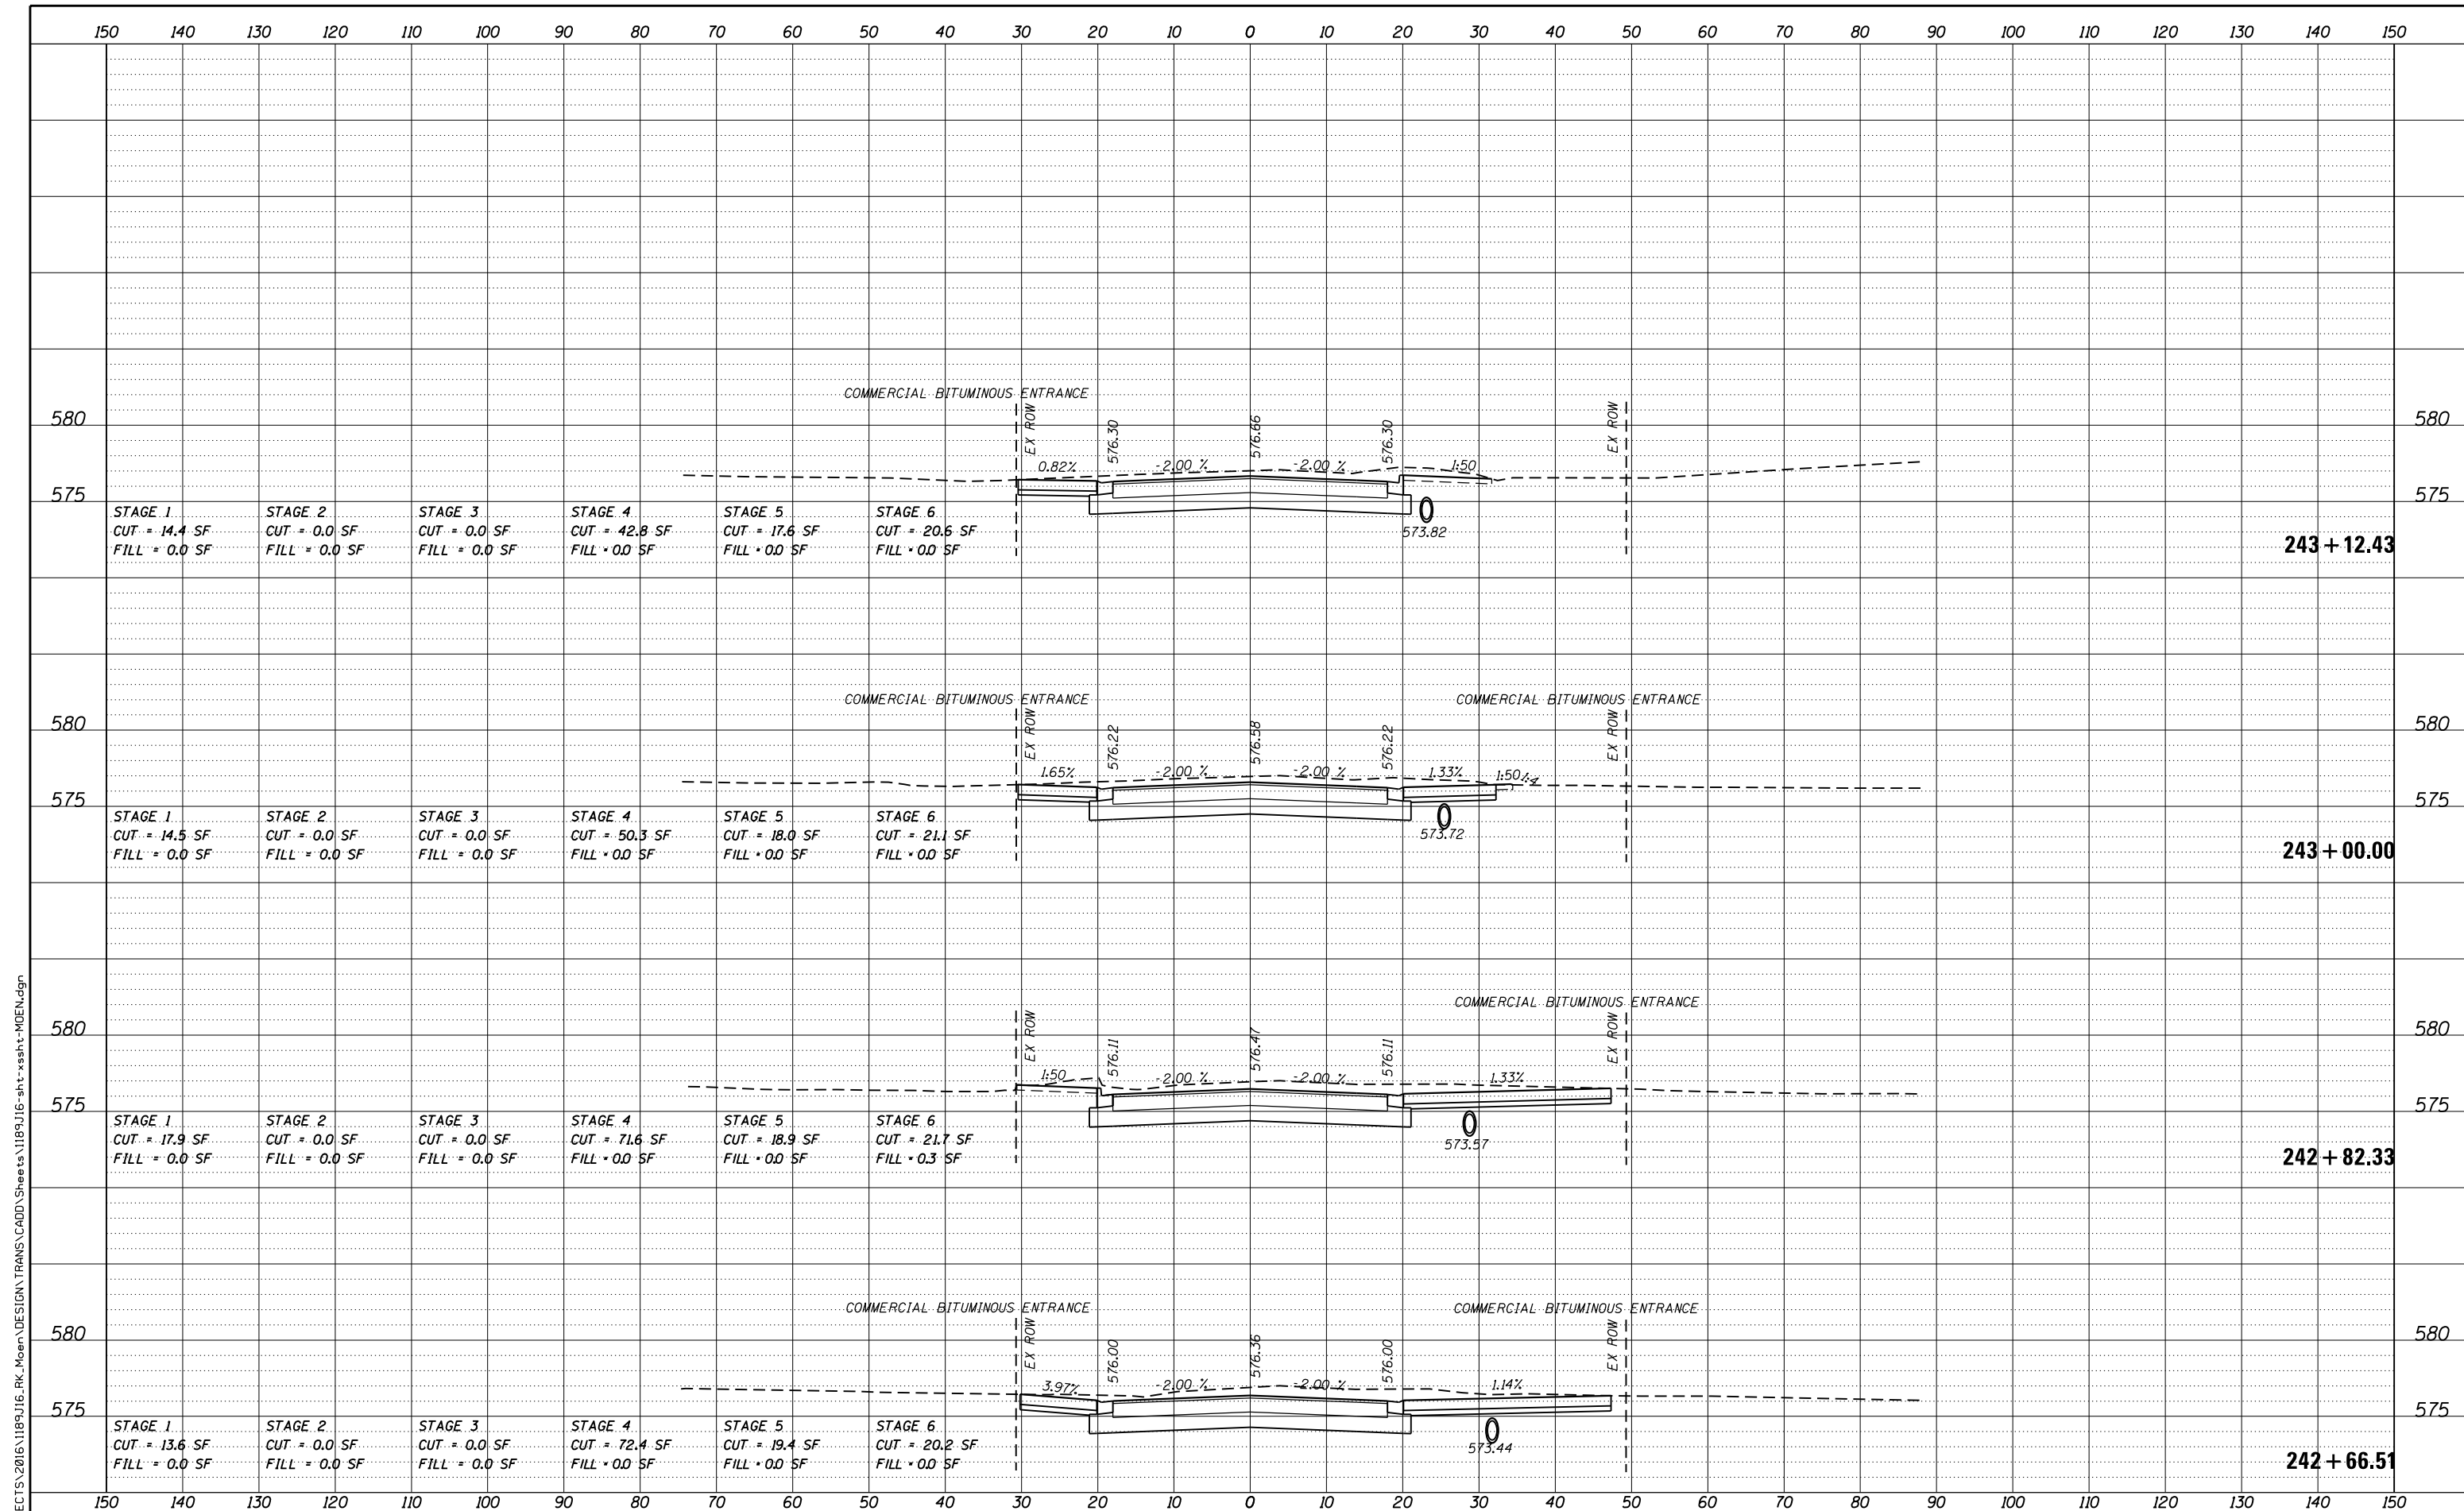 150 140 130 120 110 100 90 80 70 60 50 40 30 20 10 0 10 20 30 40 50 60 70 80 90 100 110 120 130 140 150
COMMERCIAL BITUMINOUS ENTRANCE
580 EX ROW 576.30 576.66 576.30 EX ROW 580
0.82% -2.00 % -2.00 % 1:50
575 575
STAGE 1 STAGE 2 STAGE 3 STAGE 4 STAGE 5 STAGE 6
CUT = 14.4 SF CUT = 0.0 SF CUT = 0.0 SF CUT = 42.8 SF CUT = 17.6 SF CUT = 20.6 SF 573.82
FILL = 0.0 SF FILL = 0.0 SF FILL = 0.0 SF FILL = 0.0 SF FILL = 0.0 SF FILL = 0.0 SF 243+12.43
COMMERCIAL BITUMINOUS ENTRANCE COMMERCIAL BITUMINOUS ENTRANCE
580 EX ROW 576.22 576.58 576.22 EX ROW 580
1.65% -2.00 % -2.00 % 1.33% 1:50 1:4
575 575
STAGE 1 STAGE 2 STAGE 3 STAGE 4 STAGE 5 STAGE 6
CUT = 14.5 SF CUT = 0.0 SF CUT = 0.0 SF CUT = 50.3 SF CUT = 18.0 SF CUT = 21.1 SF 573.72
FILL = 0.0 SF FILL = 0.0 SF FILL = 0.0 SF FILL = 0.0 SF FILL = 0.0 SF FILL = 0.0 SF 243+00.00
COMMERCIAL BITUMINOUS ENTRANCE
580 EX ROW 576.11 576.47 576.11 EX ROW 580
1:50 -2.00 % -2.00 % 1.33%
575 575
STAGE 1 STAGE 2 STAGE 3 STAGE 4 STAGE 5 STAGE 6
CUT = 17.9 SF CUT = 0.0 SF CUT = 0.0 SF CUT = 71.6 SF CUT = 18.9 SF CUT = 21.7 SF 573.57
FILL = 0.0 SF FILL = 0.0 SF FILL = 0.0 SF FILL = 0.0 SF FILL = 0.0 SF FILL = 0.3 SF 242+82.33
COMMERCIAL BITUMINOUS ENTRANCE COMMERCIAL BITUMINOUS ENTRANCE
580 EX ROW 576.00 576.36 576.00 EX ROW 580
3.97% -2.00 % -2.00 % 1.14%
575 575
STAGE 1 STAGE 2 STAGE 3 STAGE 4 STAGE 5 STAGE 6
CUT = 13.6 SF CUT = 0.0 SF CUT = 0.0 SF CUT = 72.4 SF CUT = 19.4 SF CUT = 20.2 SF 573.44
FILL = 0.0 SF FILL = 0.0 SF FILL = 0.0 SF FILL = 0.0 SF FILL = 0.0 SF FILL = 0.0 SF 242+66.51
150 140 130 120 110 100 90 80 70 60 50 40 30 20 10 0 10 20 30 40 50 60 70 80 90 100 110 120 130 140 150
ECTS\2016\1189J16_RK_Moen\DESIGN\TRANS\CADD\Sheets\1189J16-sht-xssht-MOEN.dgn